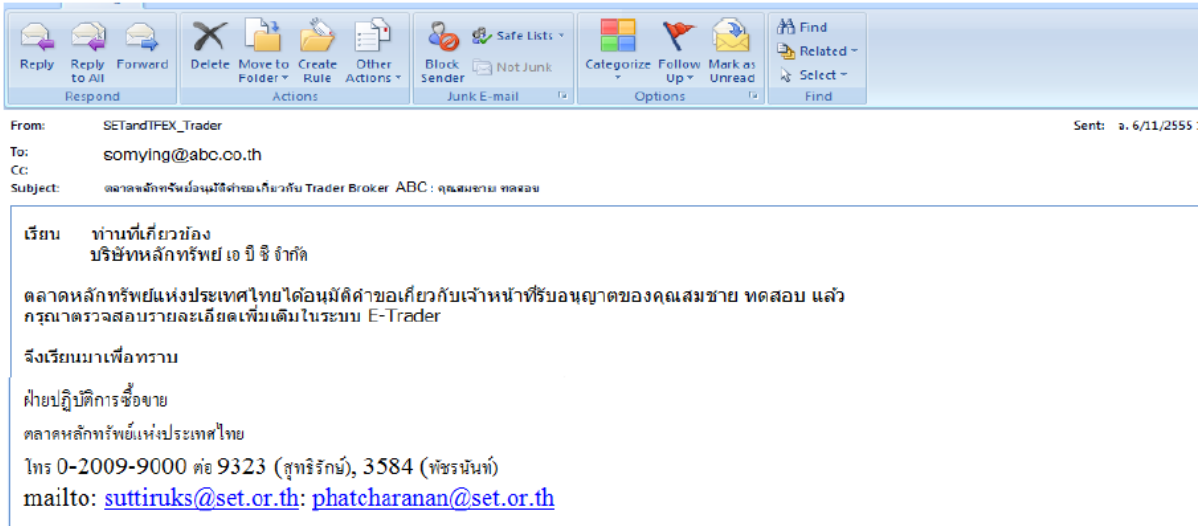 Reply
Reply to All
Forward
Delete
Move to Folder
Create Rule
Other Actions
Block Sender
Safe Lists
Not Junk
Categorize
Follow Up
Mark as Unread
Find
Related
Select
Respond
Actions
Junk E-mail
Options
Find
From: SETandTFEX_Trader
Sent: จ. 6/11/2555
To: somying@abc.co.th
Cc:
Subject: ตลาดหลักทรัพย์อนุมัติคำขอเกี่ยวกับ Trader Broker ABC : คุณสมชาย ทดสอบ
เรียน ท่านที่เกี่ยวข้อง
บริษัทหลักทรัพย์ เอ บี ซี จำกัด
ตลาดหลักทรัพย์แห่งประเทศไทยได้อนุมัติคำขอเกี่ยวกับเจ้าหน้าที่รับอนุญาตของคุณสมชาย ทดสอบ แล้ว
กรุณาตรวจสอบรายละเอียดเพิ่มเติมในระบบ E-Trader
จึงเรียนมาเพื่อทราบ
ฝ่ายปฏิบัติการซื้อขาย
ตลาดหลักทรัพย์แห่งประเทศไทย
โทร 0-2009-9000 ต่อ 9323 (สุทธิรักษ์), 3584 (พัชรนันท์)
mailto: suttiruks@set.or.th: phatcharanan@set.or.th